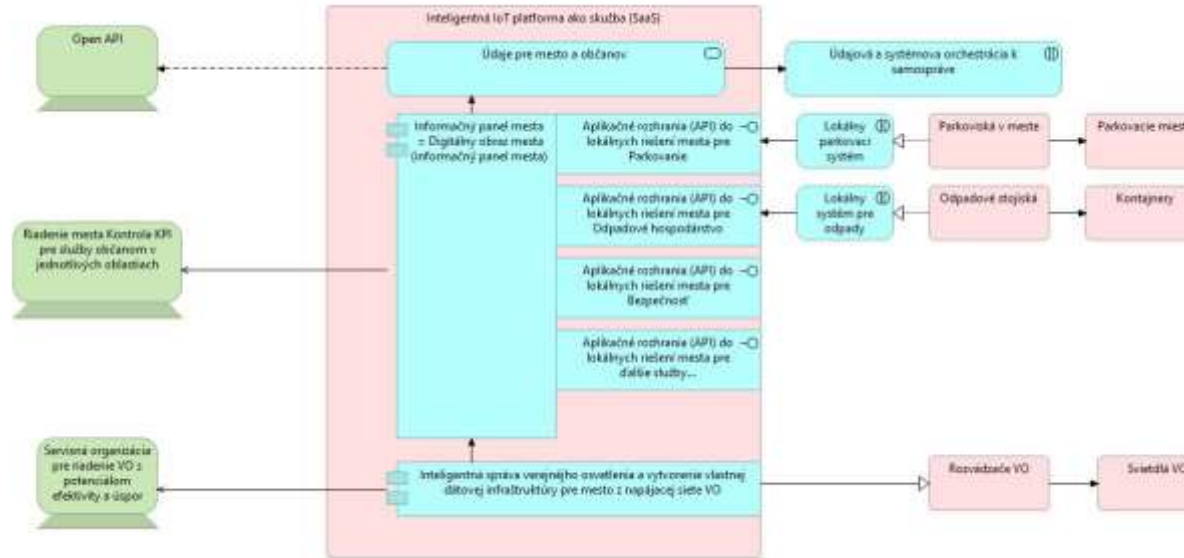 Inteligentná IoT platforma ako skužba (SaaS)
Open API
Údaje pre mesto a občanov
Údajová a systémova orchestrácia k
samospráve
Informačný panel mesta
= Digitálny obraz mesta
(informačný panel mesta)
Aplikačné rozhrania (API) do
lokálnych riešení mesta pre
Parkovanie
Lokálny
parkovací
systém
Parkoviská v meste
Parkovacie miest
Aplikačné rozhrania (API) do
lokálnych riešení mesta pre
Odpadové hospodárstvo
Lokálny
systém pre
odpady
Odpadové stojiská
Kontajnery
Riadenie mesta Kontrola KPI
pre služby občanom v
jednotlivých oblastiach
Aplikačné rozhrania (API) do
lokálnych riešení mesta pre
Bezpečnosť
Aplikačné rozhrania (API) do
lokálnych riešení mesta pre
ďalšie služby...
Servisná organizácia
pre riadenie VO s
potenciálom
efektivity a úspor
Inteligentná správa verejného osvetlenia a vytvorenie vlastnej
dátovej infraštruktúry pre mesto z napájacej siete VO
Rozvádzače VO
Svietdlá VO